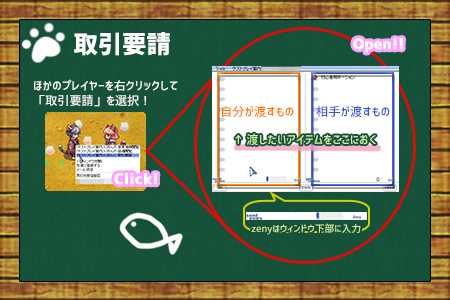 取引要請
Open!!
ほかのプレイヤーを右クリックして
「取引要請」を選択！
自分が渡すもの
相手が渡すもの
↑渡したいアイテムをここにおく
Click!
Zeny
0
Zeny
zenyはウィンドウ下部に入力